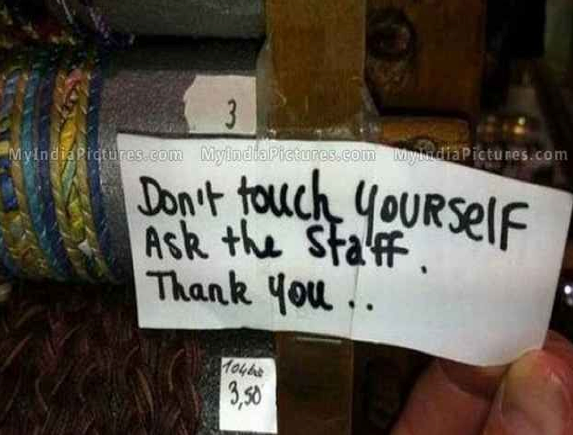 3
MyIndiaPictures.com MyIndiaPictures.com MyIndiaPictures.com
Don't touch YOURSElF
Ask the Staff.
Thank you ..
3,50